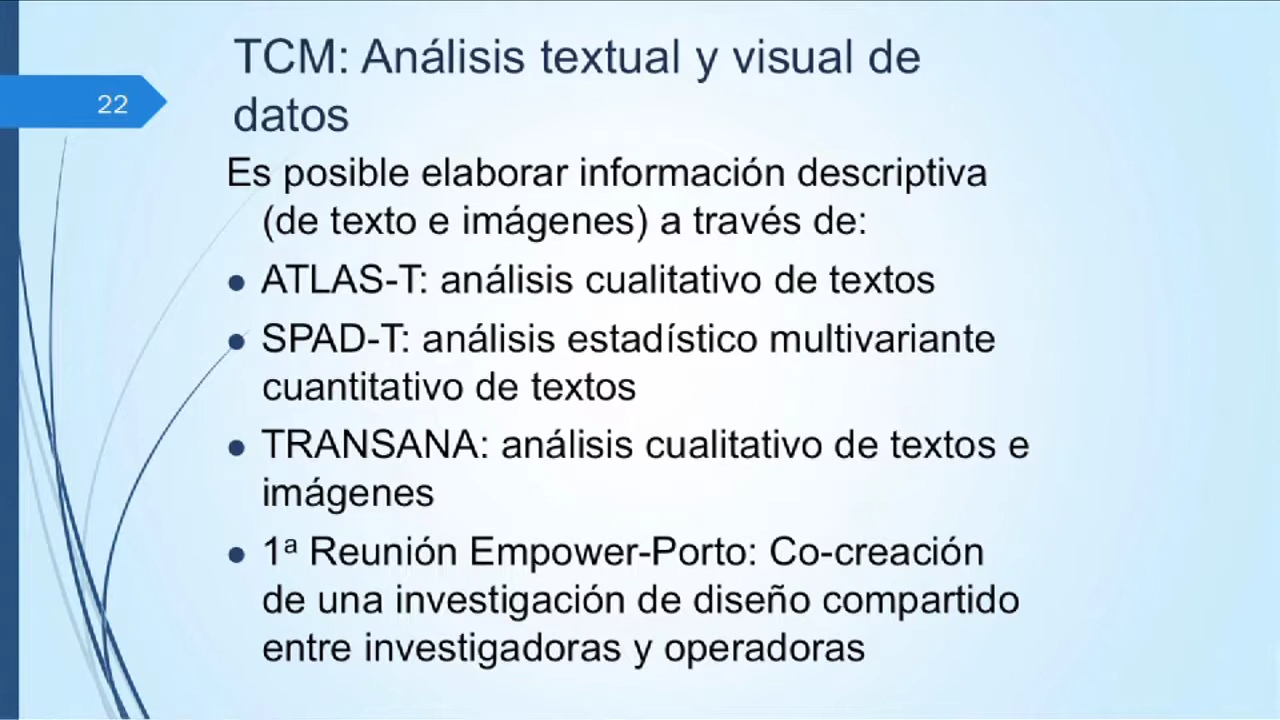 TCM: Análisis textual y visual de
datos
22
Es posible elaborar información descriptiva
(de texto e imágenes) a través de:
● ATLAS-T: análisis cualitativo de textos
● SPAD-T: análisis estadístico multivariante
cuantitativo de textos
● TRANSANA: análisis cualitativo de textos e
imágenes
● 1ª Reunión Empower-Porto: Co-creación
de una investigación de diseño compartido
entre investigadoras y operadoras